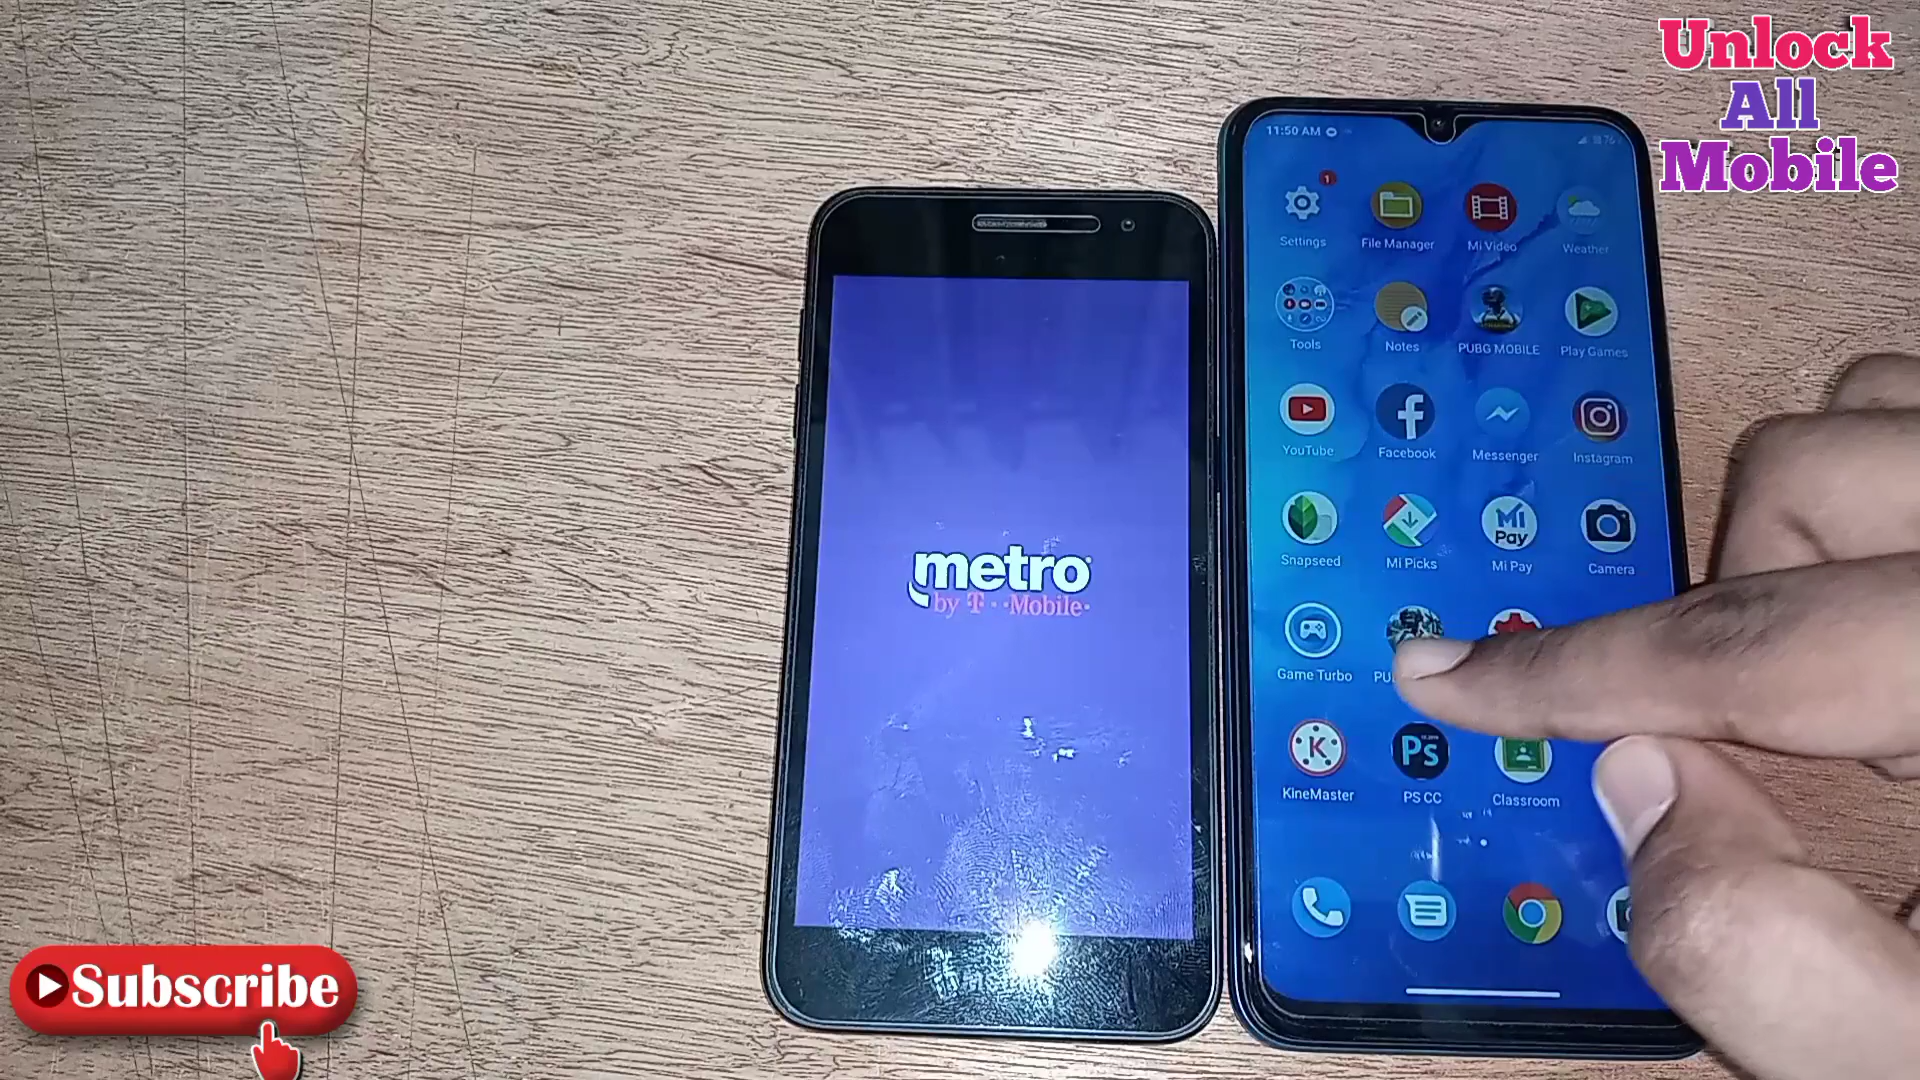 Unlock
All
Mobile
11:50 AM
1
Settings File Manager Mi Video Weather
Tools Notes PUBG MOBILE Play Games
YouTube Facebook Messenger Instagram
Mi Pay
Snapseed Mi Picks Mi Pay Camera
Game Turbo
K Ps
KineMaster PS CC Classroom
metro
by T-Mobile
Subscribe